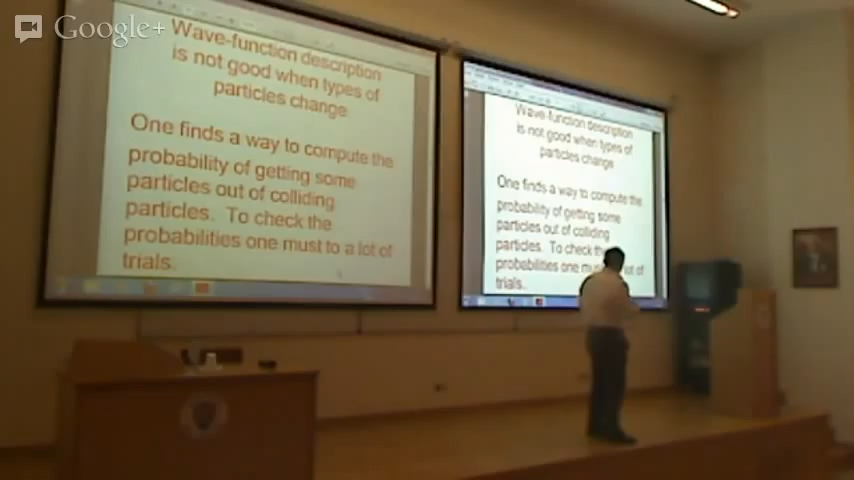 Google+
Wave-function description
is not good when types of
particles change
One finds a way to compute the
probability of getting some
particles out of colliding
particles. To check the
probabilities one must to a lot of
trials.
Wave-function description
is not good when types of
particles change
One finds a way to compute the
probability of getting some
particles out of colliding
particles. To check the
probabilities one must lot of
trials.